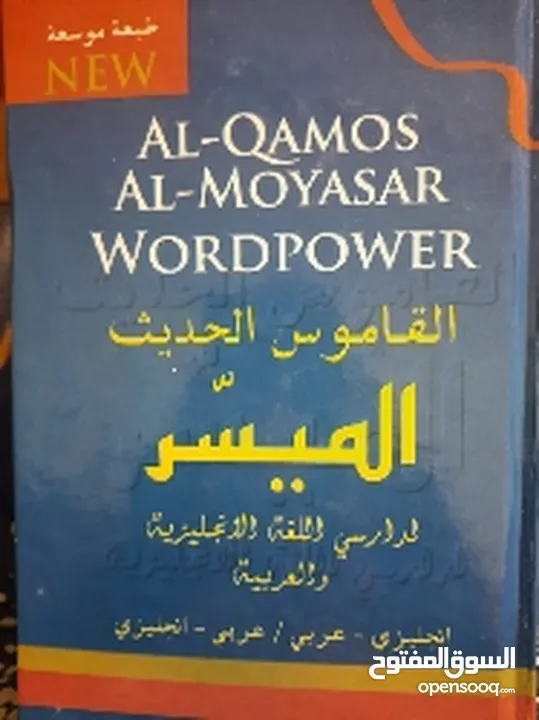 طبعة موسعة
NEW
AL-QAMOS
AL-MOYASAR
WORDPOWER
القاموس الحديث
الميسّر
لدارسي اللغة الانجليزية
والعربية
انجليزي - عربي / عربي - انجليزي
السوق المفتوح
opensooq.com